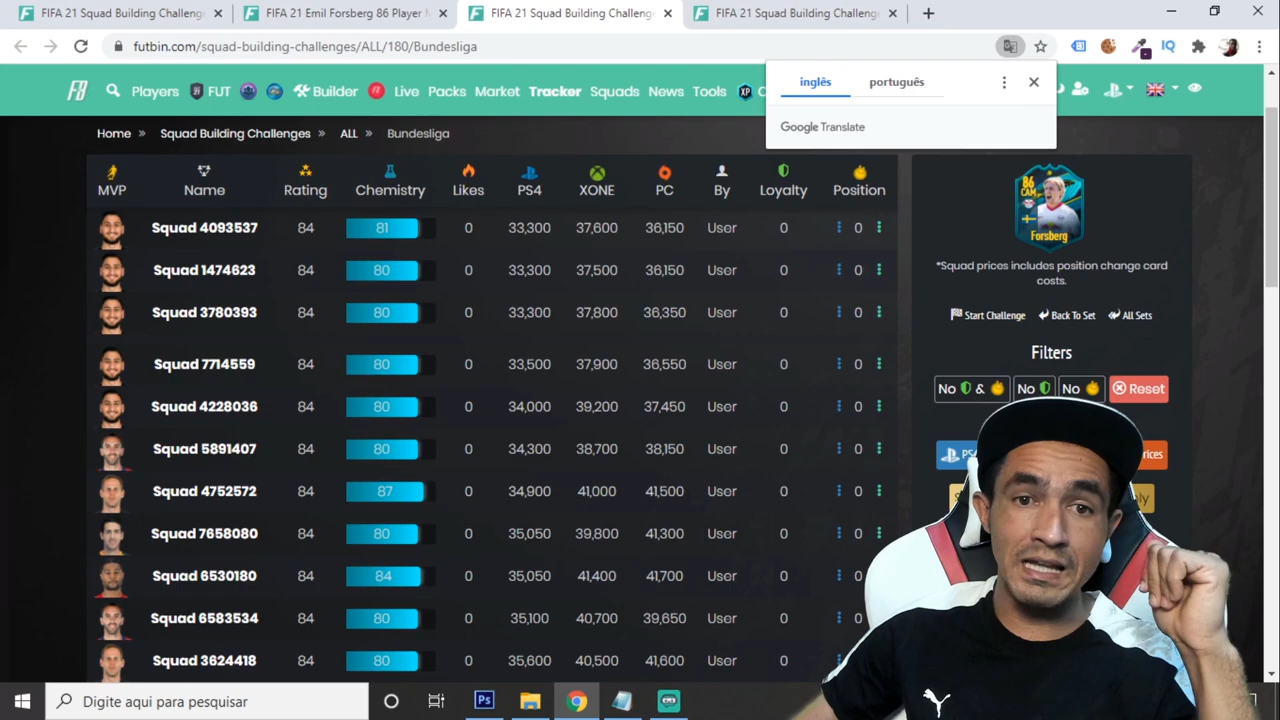 FIFA 21 Squad Building Challenge
FIFA 21 Emil Forsberg 86 Player M
FIFA 21 Squad Building Challenge
FIFA 21 Squad Building Challenge
futbin.com/squad-building-challenges/ALL/180/Bundesliga
IQ
inglês português
Google Translate
Players FUT Builder Live Packs Market Tracker Squads News Tools XP
Home » Squad Building Challenges » ALL » Bundesliga
MVP Name Rating Chemistry Likes PS4 XONE PC By Loyalty Position
Squad 4093537 84 81 0 33,300 37,600 36,150 User 0 0
Squad 1474623 84 80 0 33,300 37,500 36,150 User 0 0
Squad 3780393 84 80 0 33,300 37,800 36,350 User 0 0
Squad 7714559 84 80 0 33,500 37,900 36,550 User 0 0
Squad 4228036 84 80 0 34,000 39,200 37,450 User 0 0
Squad 5891407 84 80 0 34,300 38,700 38,150 User 0 0
Squad 4752572 84 87 0 34,900 41,000 41,500 User 0 0
Squad 7658080 84 80 0 35,050 39,800 41,300 User 0 0
Squad 6530180 84 84 0 35,050 41,400 41,700 User 0 0
Squad 6583534 84 80 0 35,100 40,700 39,650 User 0
Squad 3624418 84 80 0 35,600 40,500 41,600 User 0
86
CAM
Forsberg
*Squad prices includes position change card
costs.
Start Challenge Back To Set All Sets
Filters
No & No No Reset
Digite aqui para pesquisar
Ps